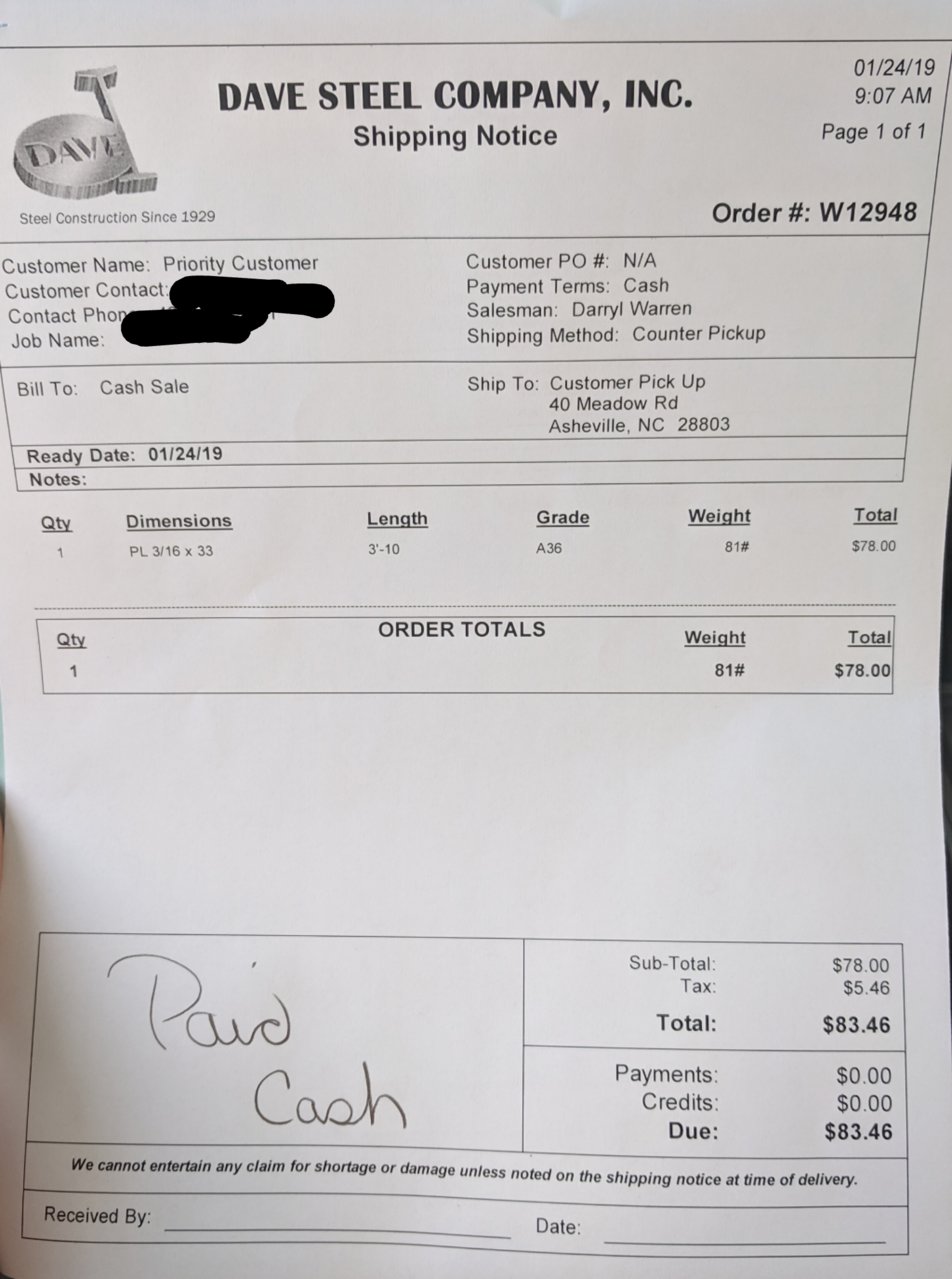 DAVE STEEL COMPANY, INC.
Shipping Notice
01/24/19
9:07 AM
Page 1 of 1
DAVE
Steel Construction Since 1929
Order #: W12948
Customer Name: Priority Customer
Customer Contact:
Contact Phon
Job Name:
Customer PO #: N/A
Payment Terms: Cash
Salesman: Darryl Warren
Shipping Method: Counter Pickup
Bill To: Cash Sale
Ship To: Customer Pick Up
40 Meadow Rd
Asheville, NC 28803
Ready Date: 01/24/19
Notes:
Qty Dimensions Length Grade Weight Total
1 PL 3/16 x 33 3'-10 A36 81# $78.00
ORDER TOTALS
Qty Weight Total
1 81# $78.00
Paid
Cash
Sub-Total: $78.00
Tax: $5.46
Total: $83.46
Payments: $0.00
Credits: $0.00
Due: $83.46
We cannot entertain any claim for shortage or damage unless noted on the shipping notice at time of delivery.
Received By:
Date: